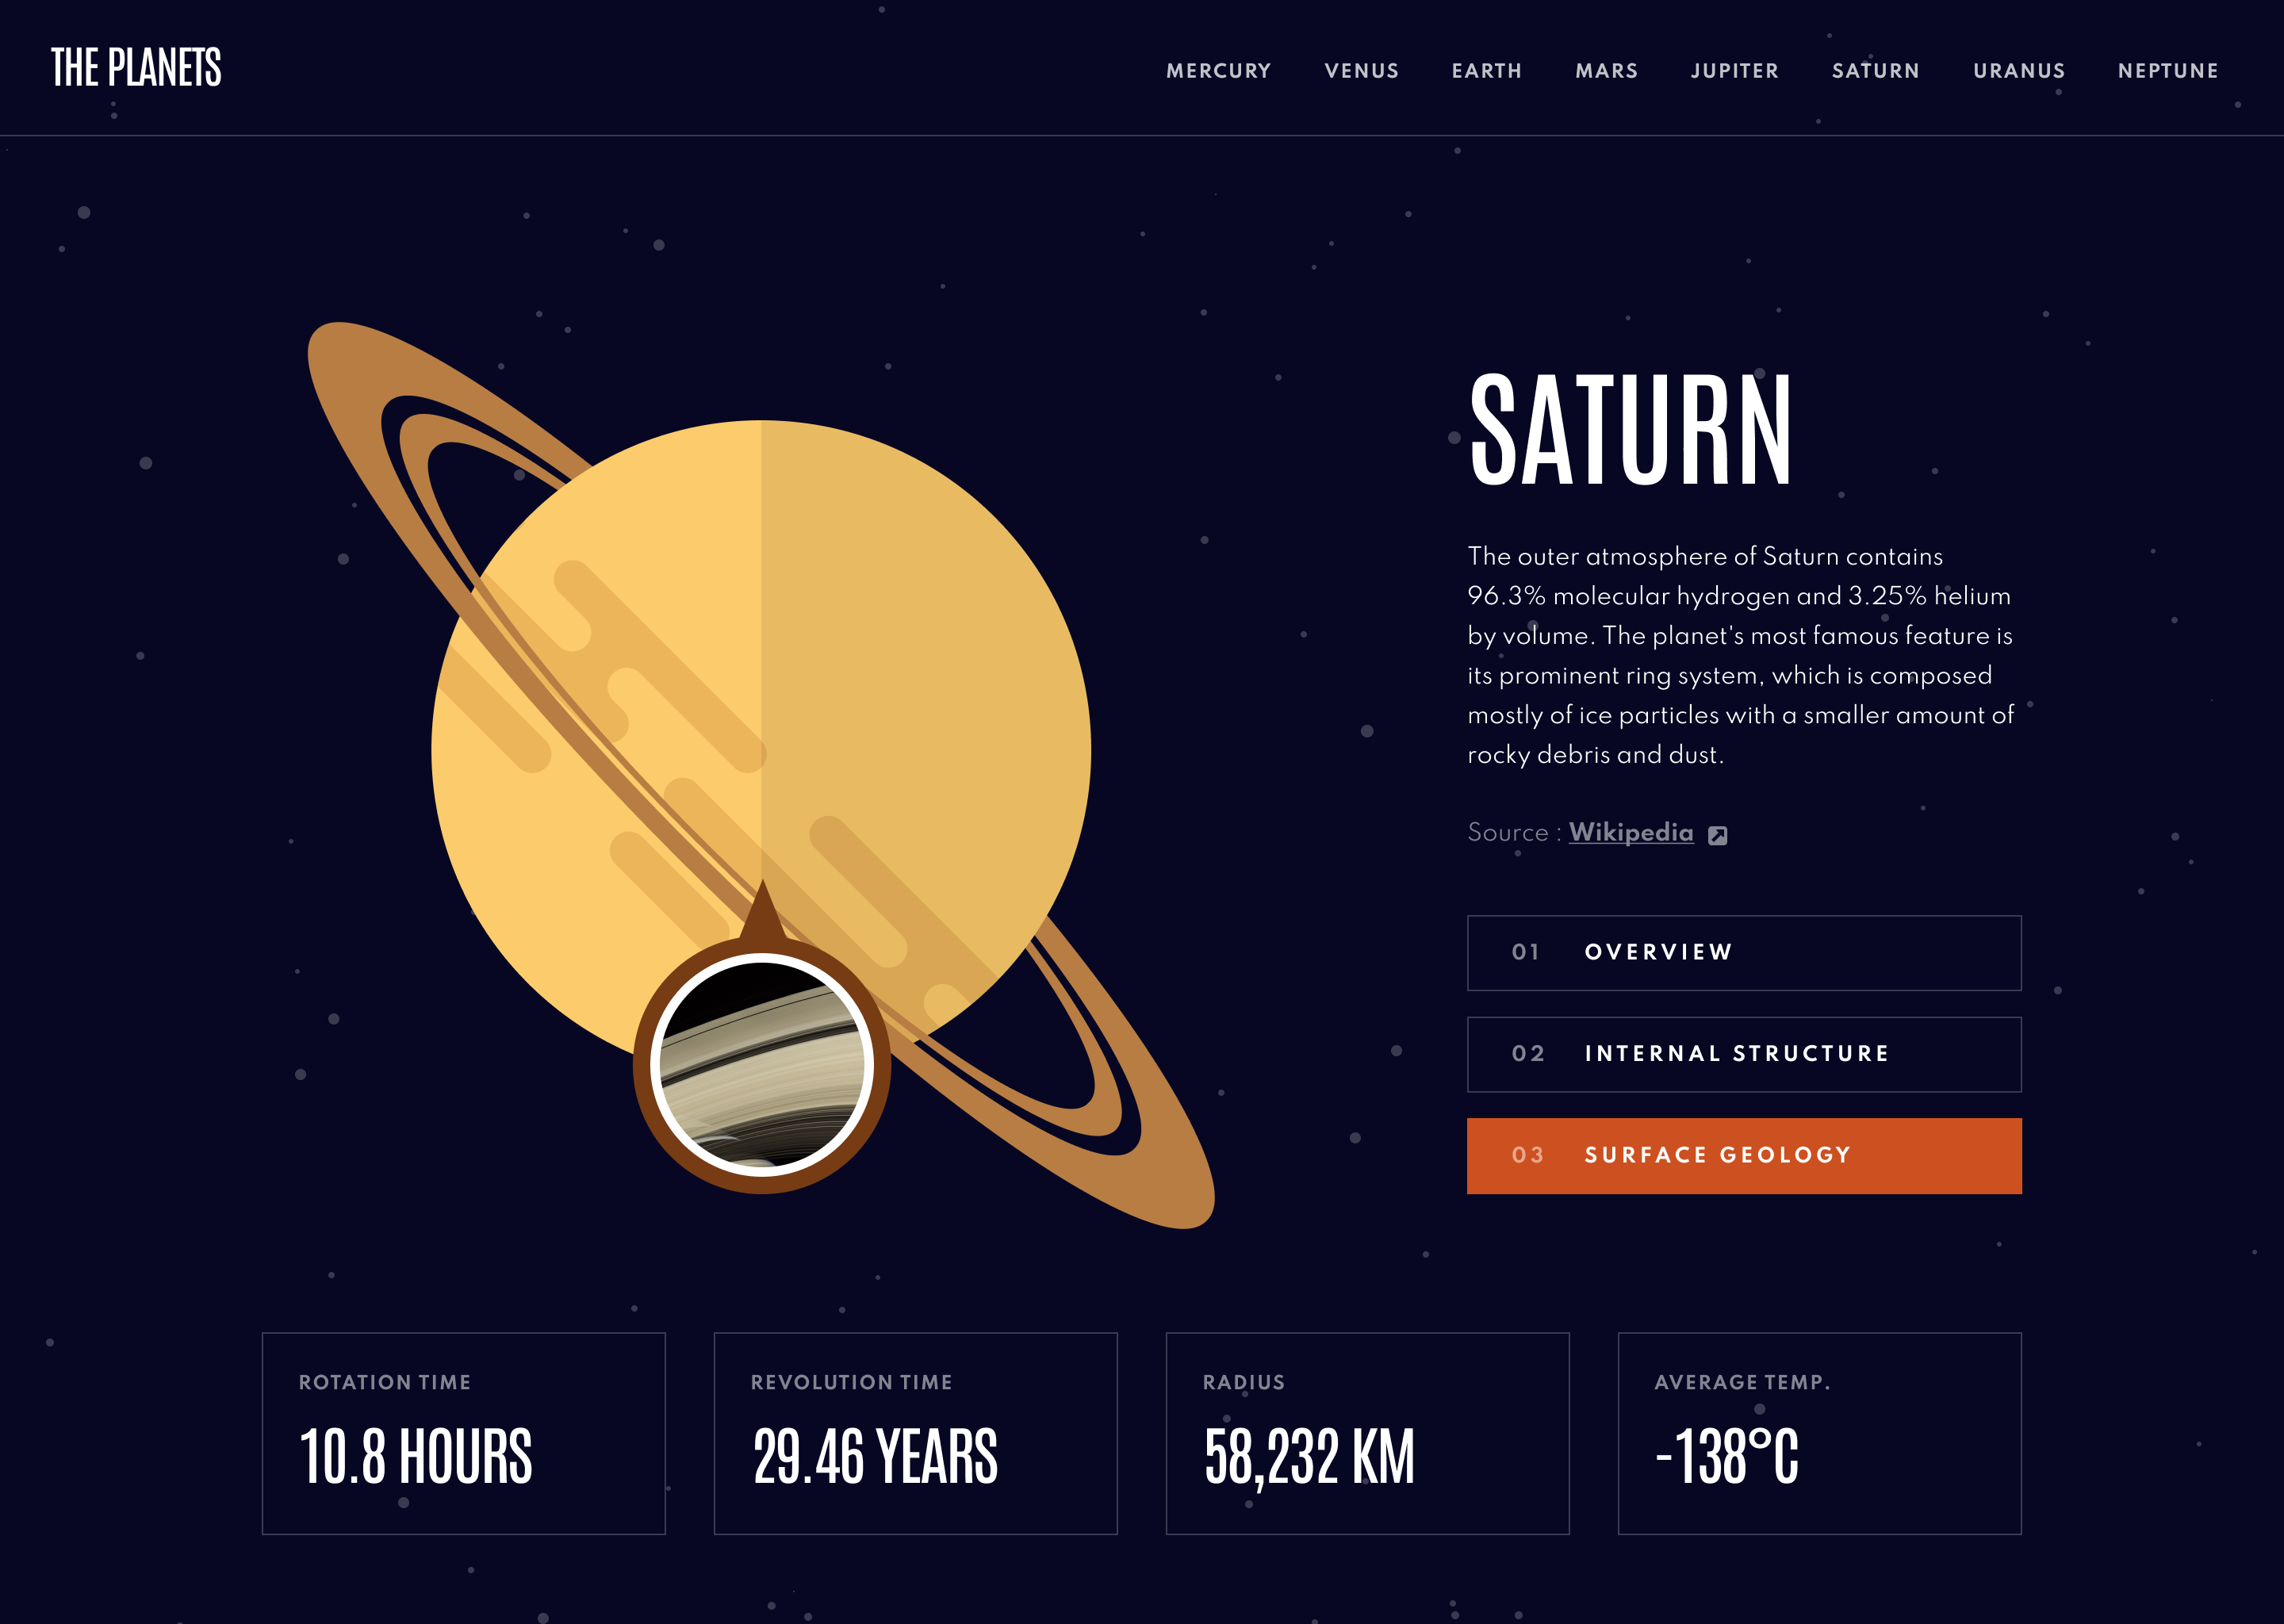 THE PLANETS
MERCURY VENUS EARTH MARS JUPITER SATURN URANUS NEPTUNE
SATURN
The outer atmosphere of Saturn contains
96.3% molecular hydrogen and 3.25% helium
by volume. The planet's most famous feature is
its prominent ring system, which is composed
mostly of ice particles with a smaller amount of
rocky debris and dust.
Source : Wikipedia
01 OVERVIEW
02 INTERNAL STRUCTURE
03 SURFACE GEOLOGY
ROTATION TIME
10.8 HOURS
REVOLUTION TIME
29.46 YEARS
RADIUS
58,232 KM
AVERAGE TEMP.
-138°C